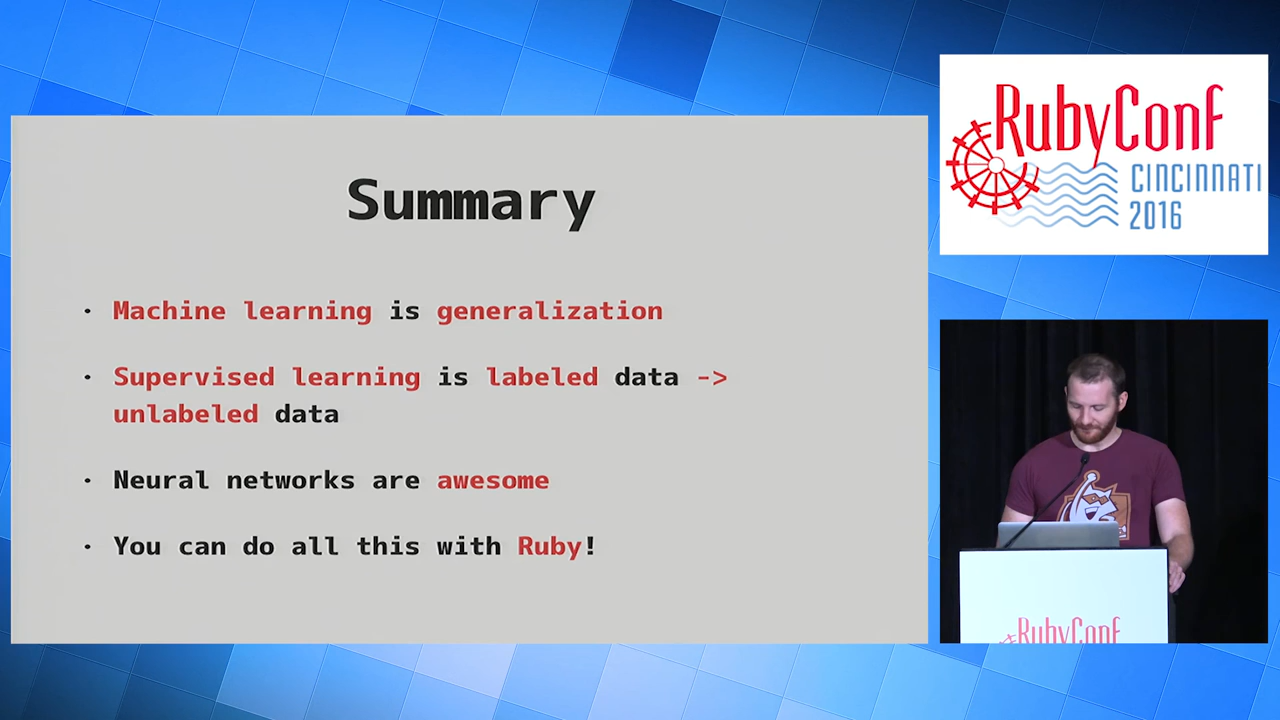 Summary
• Machine learning is generalization
• Supervised learning is labeled data ->
unlabeled data
• Neural networks are awesome
• You can do all this with Ruby!
RubyConf
CINCINNATI
2016
RubyConf